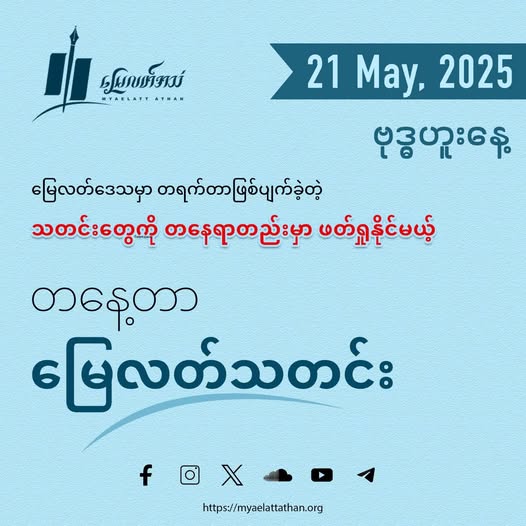 မြေလတ်အသံ
MYAELATT ATHAN
21 May, 2025
ဗုဒ္ဓဟူးနေ့
မြေလတ်ဒေသမှာ တရက်တာဖြစ်ပျက်ခဲ့တဲ့
သတင်းတွေကို တနေရာတည်းမှာ ဖတ်ရှုနိုင်မယ့်
တနေ့တာ
မြေလတ်သတင်း
https://myaelattathan.org